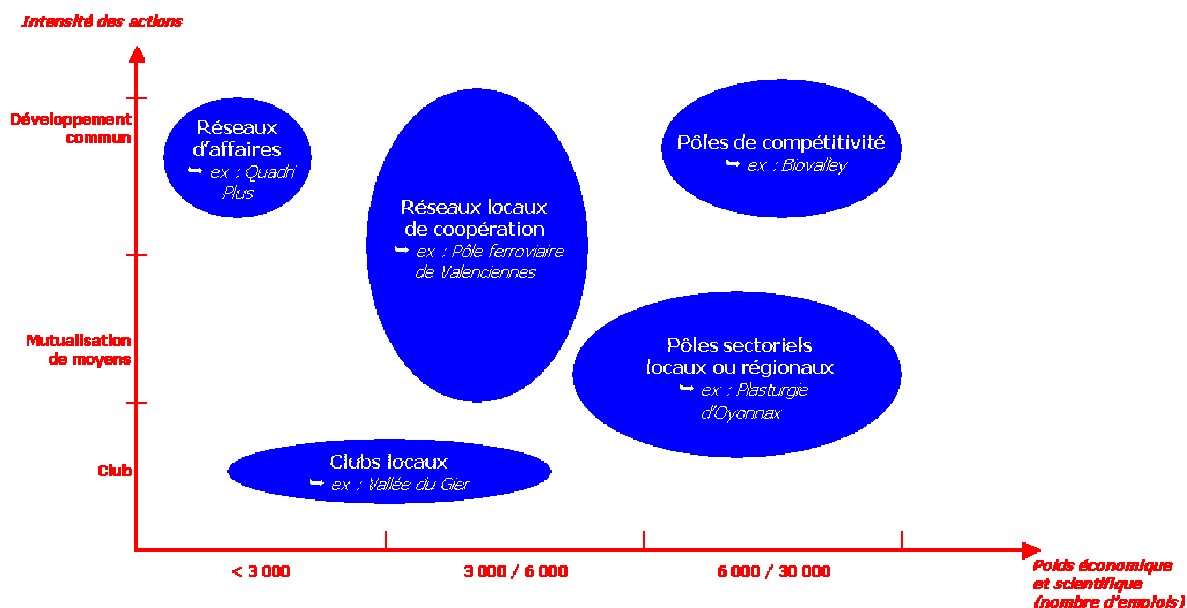 Intensité des actions
Développement
commun
Réseaux
d'affaires
➥ ex : Quadri
Plus
Réseaux locaux
de coopération
➥ ex : Pôle ferroviaire
de Valenciennes
Pôles de compétitivité
➥ ex : Biovalley
Mutualisation
de moyens
Pôles sectoriels
locaux ou régionaux
➥ ex : Plasturgie
d'Oyonnax
Club
Clubs locaux
➥ ex : Vallée du Gier
< 3 000
3 000 / 6 000
6 000 / 30 000
Poids économique
et scientifique
(nombre d'emplois)